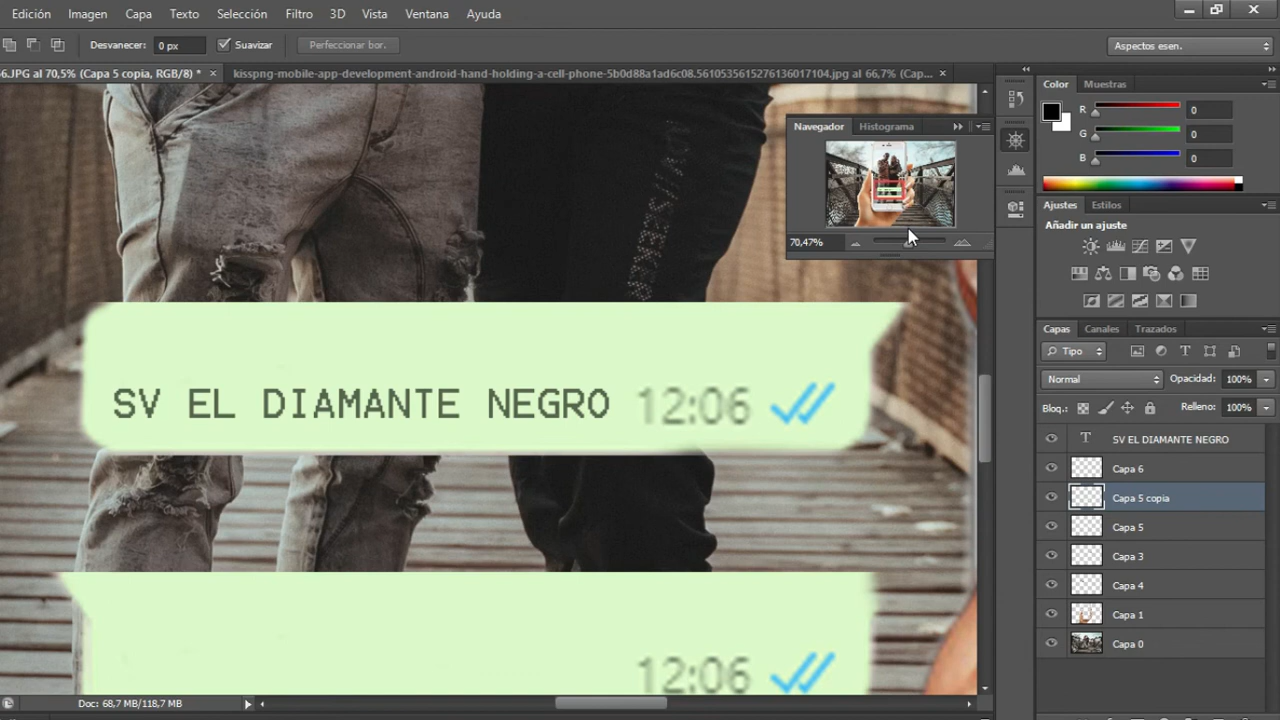 Edición Imagen Capa Texto Selección Filtro 3D Vista Ventana Ayuda
Desvanecer: 0 px Suavizar Perfeccionar bor. Aspectos esen.
6.JPG al 70,5% (Capa 5 copia, RGB/8) * × kisspng-mobile-app-development-android-hand-holding-a-cell-phone-5b0d88a1ad6c08.5610535615276136017104.jpg al 66,7% (Cap... ×
Color Muestras
R 0
G 0
B 0
Navegador Histograma
70,47%
Ajustes Estilos
Añadir un ajuste
Capas Canales Trazados
Tipo
Normal Opacidad: 100%
Bloq.: Relleno: 100%
T SV EL DIAMANTE NEGRO
Capa 6
Capa 5 copia
Capa 5
Capa 3
Capa 4
Capa 1
Capa 0
SV EL DIAMANTE NEGRO 12:06
12:06
Doc: 68,7 MB/118,7 MB